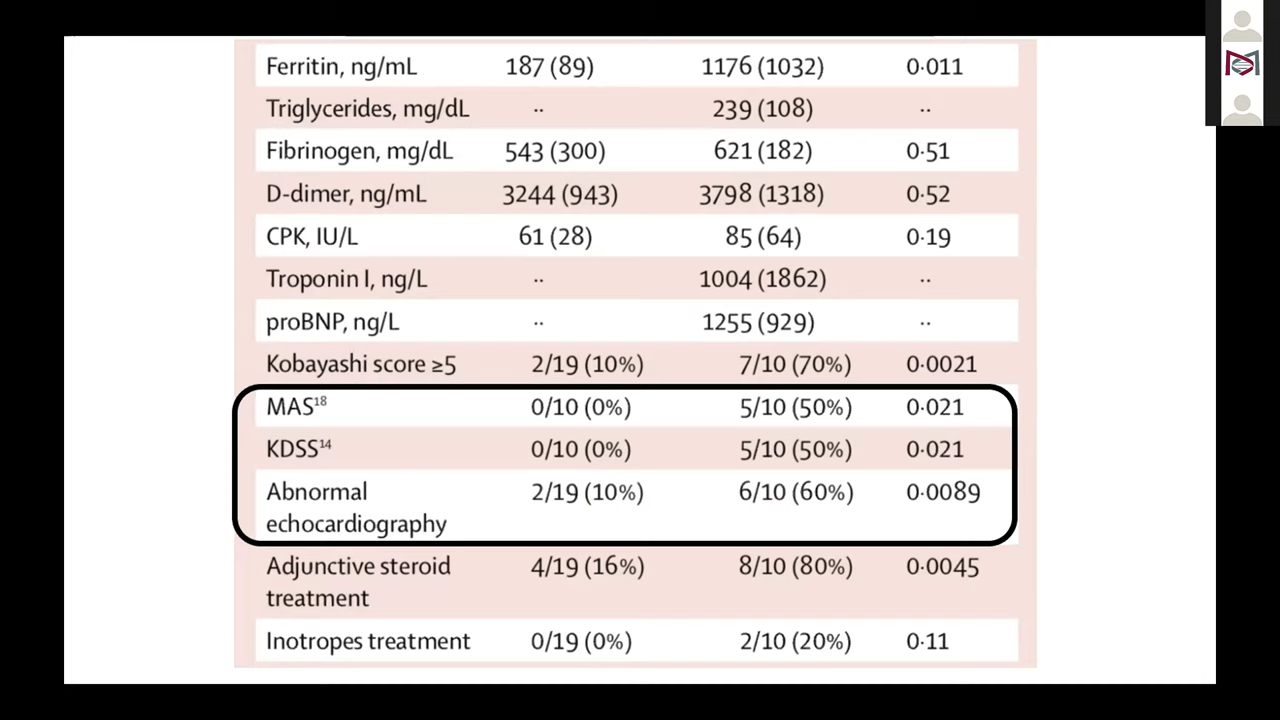 Ferritin, ng/mL 187 (89) 1176 (1032) 0·011
Triglycerides, mg/dL ·· 239 (108) ··
Fibrinogen, mg/dL 543 (300) 621 (182) 0·51
D-dimer, ng/mL 3244 (943) 3798 (1318) 0·52
CPK, IU/L 61 (28) 85 (64) 0·19
Troponin I, ng/L ·· 1004 (1862) ··
proBNP, ng/L ·· 1255 (929) ··
Kobayashi score ≥5 2/19 (10%) 7/10 (70%) 0·0021
MAS¹⁸ 0/10 (0%) 5/10 (50%) 0·021
KDSS¹⁴ 0/10 (0%) 5/10 (50%) 0·021
Abnormal 2/19 (10%) 6/10 (60%) 0·0089
echocardiography
Adjunctive steroid 4/19 (16%) 8/10 (80%) 0·0045
treatment
Inotropes treatment 0/19 (0%) 2/10 (20%) 0·11